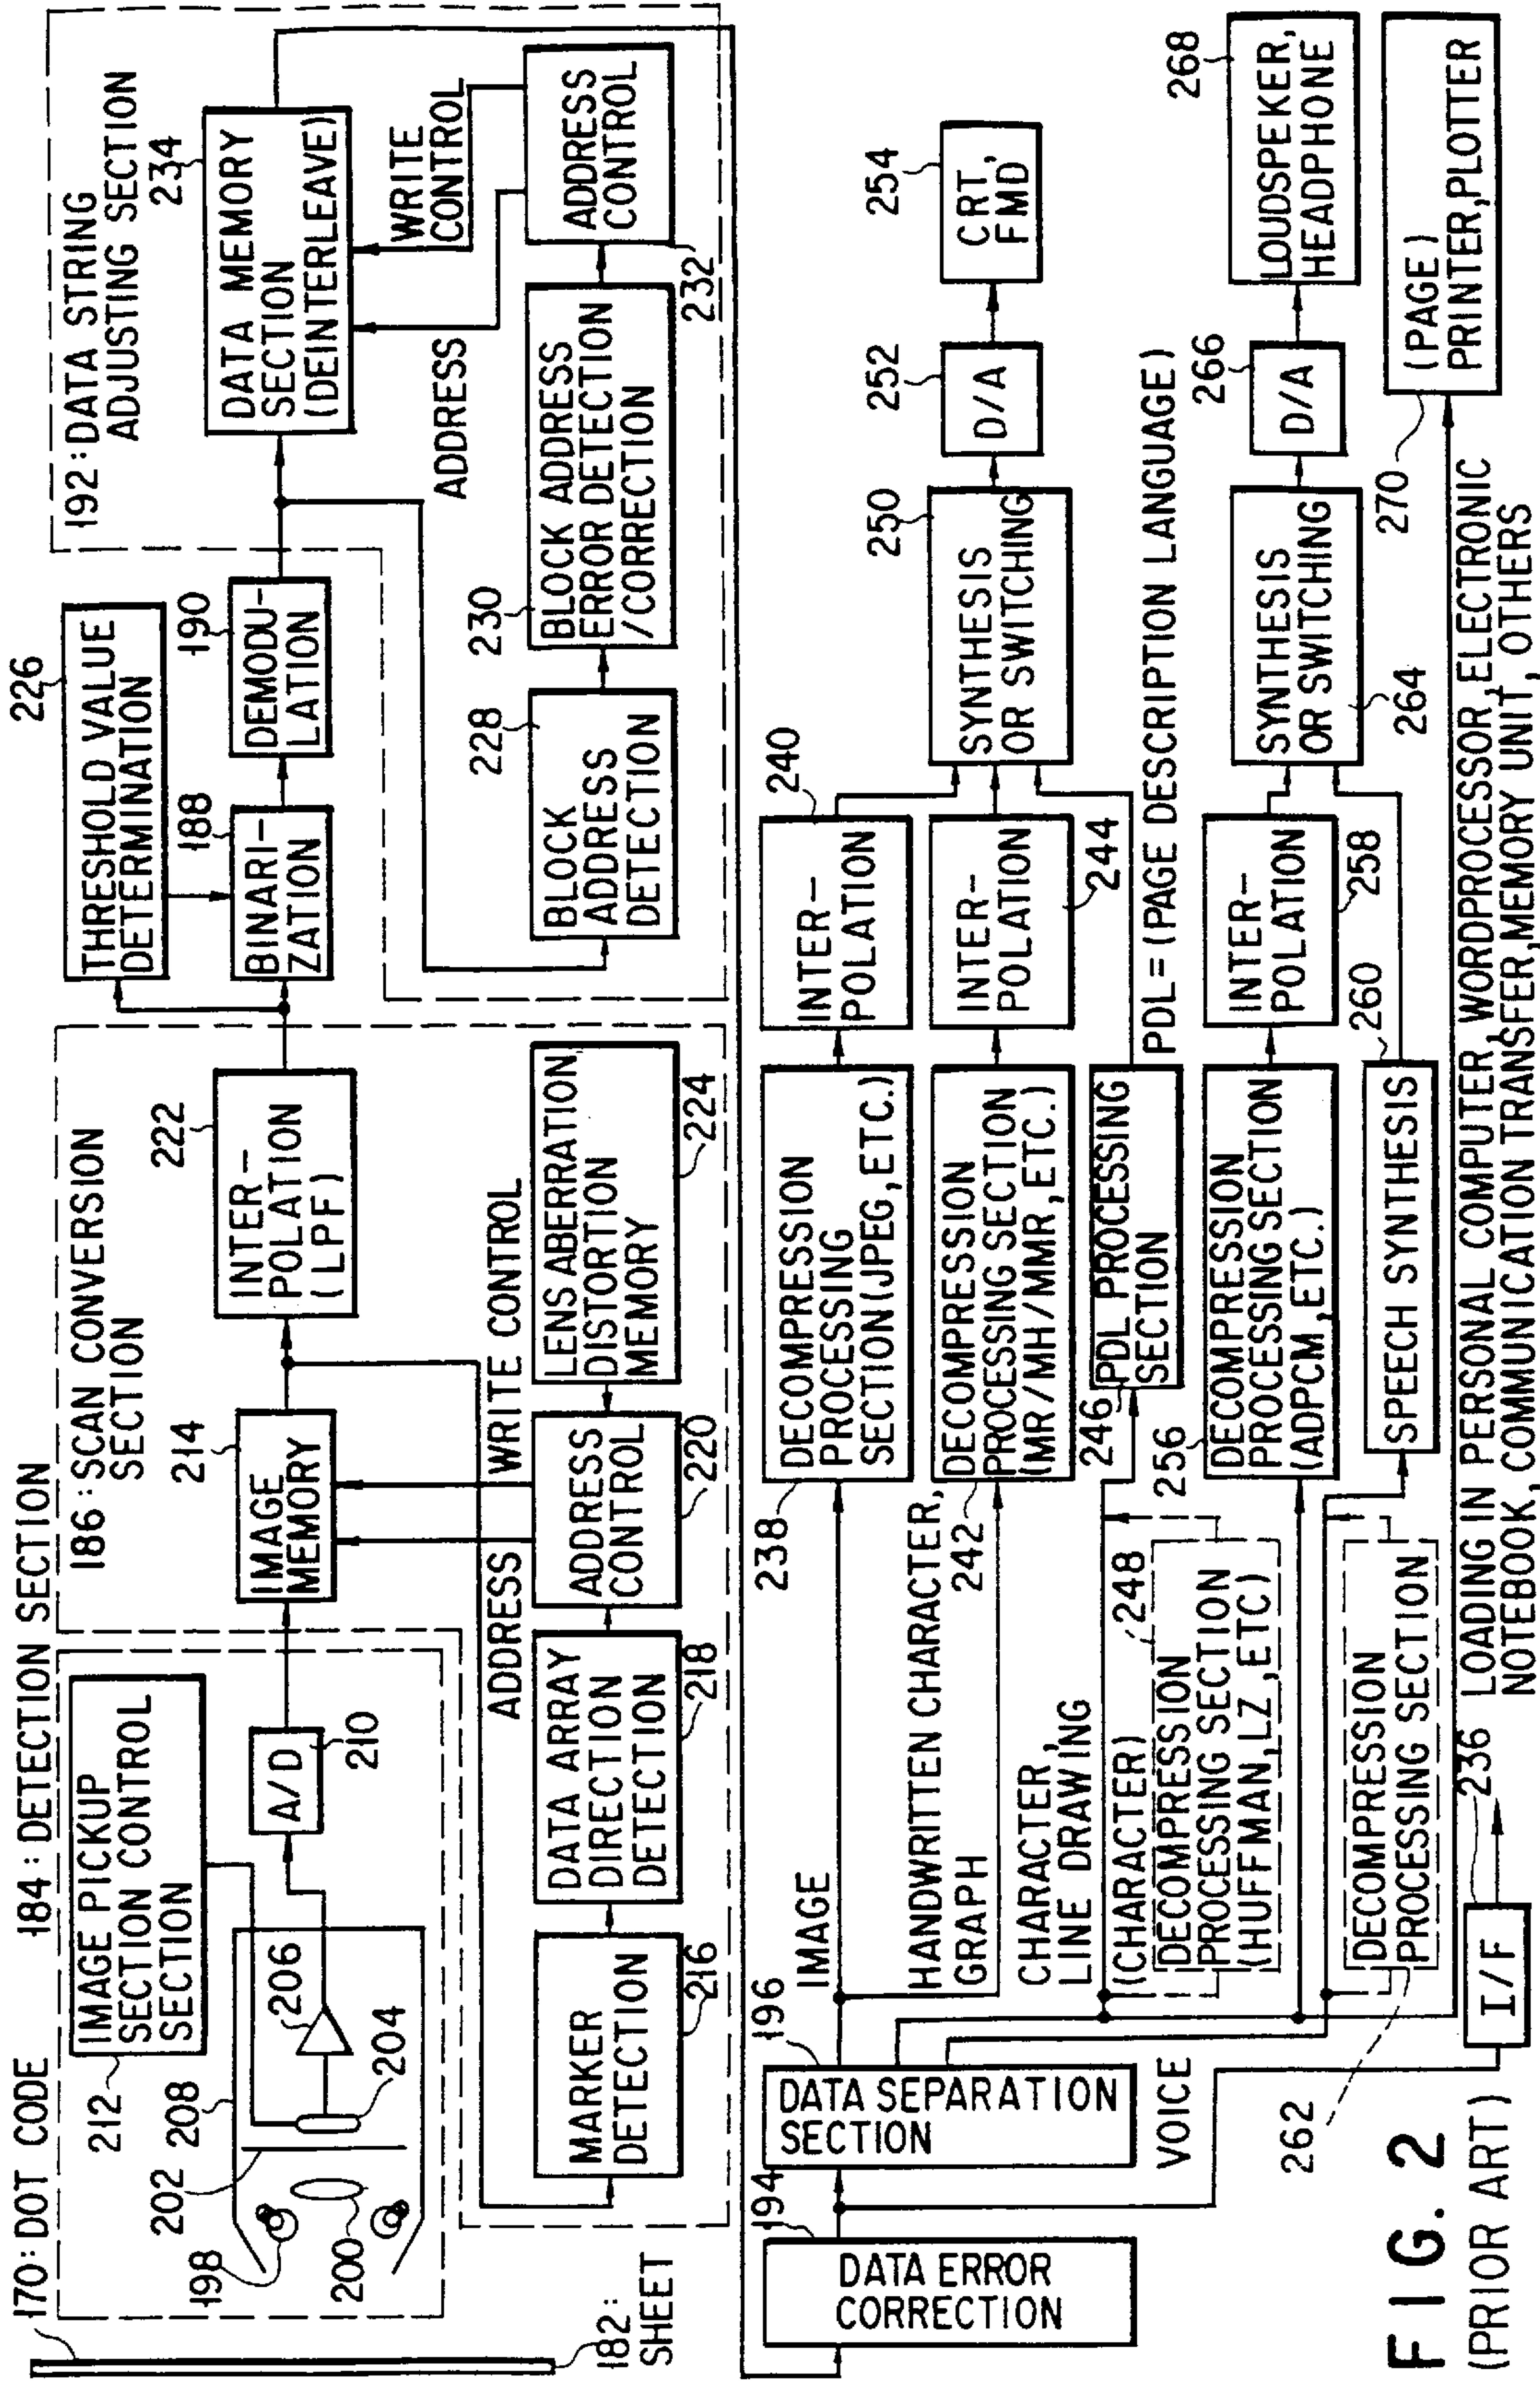 170:DOT CODE
182:
SHEET
184:DETECTION SECTION
212
IMAGE PICKUP
SECTION CONTROL
SECTION
208
202
198
200
206
204
A/D
210
186:SCAN CONVERSION
SECTION
214
IMAGE
MEMORY
222
INTER-
POLATION
(LPF)
ADDRESS
WRITE CONTROL
MARKER
DETECTION
216
DATA ARRAY
DIRECTION
DETECTION
218
ADDRESS
CONTROL
220
LENS ABERRATION
DISTORTION
MEMORY
224
226
THRESHOLD VALUE
DETERMINATION
188
BINARI-
ZATION
190
DEMODU-
LATION
192:DATA STRING
ADJUSTING SECTION
234
DATA MEMORY
SECTION
(DEINTERLEAVE)
ADDRESS
WRITE
CONTROL
228
BLOCK
ADDRESS
DETECTION
230
BLOCK ADDRESS
ERROR DETECTION
/CORRECTION
232
ADDRESS
CONTROL
194
DATA ERROR
CORRECTION
196
DATA SEPARATION
SECTION
VOICE
IMAGE
HANDWRITTEN CHARACTER,
GRAPH
CHARACTER,
LINE DRAWING
(CHARACTER)
238
DECOMPRESSION
PROCESSING
SECTION(JPEG,ETC.)
240
INTER-
POLATION
242
DECOMPRESSION
PROCESSING SECTION
(MR/MH/MMR,ETC.)
INTER-
POLATION
244
246
PDL PROCESSING
SECTION
PDL=(PAGE DESCRIPTION LANGUAGE)
248
DECOMPRESSION
PROCESSING SECTION
(HUFFMAN,LZ,ETC)
250
SYNTHESIS
OR SWITCHING
252
D/A
254
CRT,
FMD
256
DECOMPRESSION
PROCESSING SECTION
(ADPCM,ETC.)
INTER-
POLATION
258
260
SPEECH SYNTHESIS
262
DECOMPRESSION
PROCESSING SECTION
SYNTHESIS
OR SWITCHING
264
266
D/A
268
LOUDSPEKER,
HEADPHONE
270
(PAGE)
PRINTER,PLOTTER
I/F
236
LOADING IN PERSONAL COMPUTER,WORDPROCESSOR,ELECTRONIC
NOTEBOOK,COMMUNICATION TRANSFER,MEMORY UNIT,OTHERS
FIG. 2
(PRIOR ART)